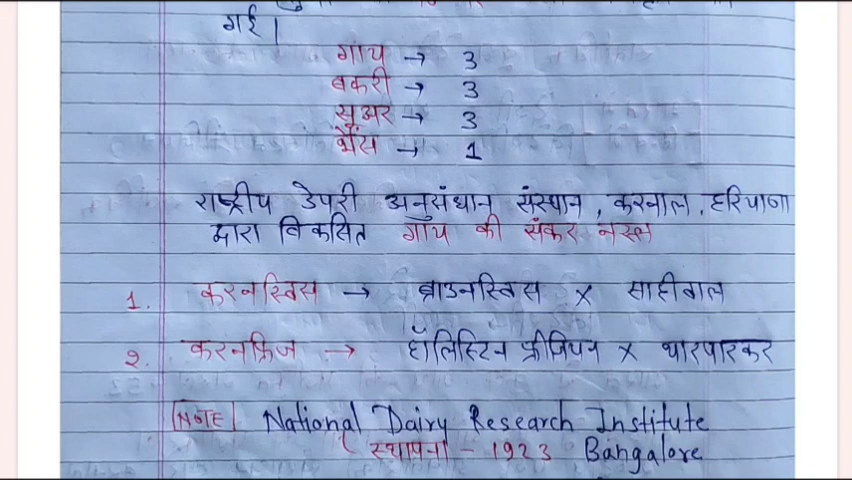 गई।
गाय → 3
बकरी → 3
सूअर → 3
भैंस → 1
राष्ट्रीय डेयरी अनुसंधान संस्थान, करनाल, हरियाणा
द्वारा विकसित गाय की संकर नस्ल
1. करनस्विस → ब्राउनस्विस × साहीवाल
2. करनफ्रिज → हॉलिस्टिन फ्रीजियन × थारपारकर
NOTE National Dairy Research Institute
स्थापना - 1923 Bangalore